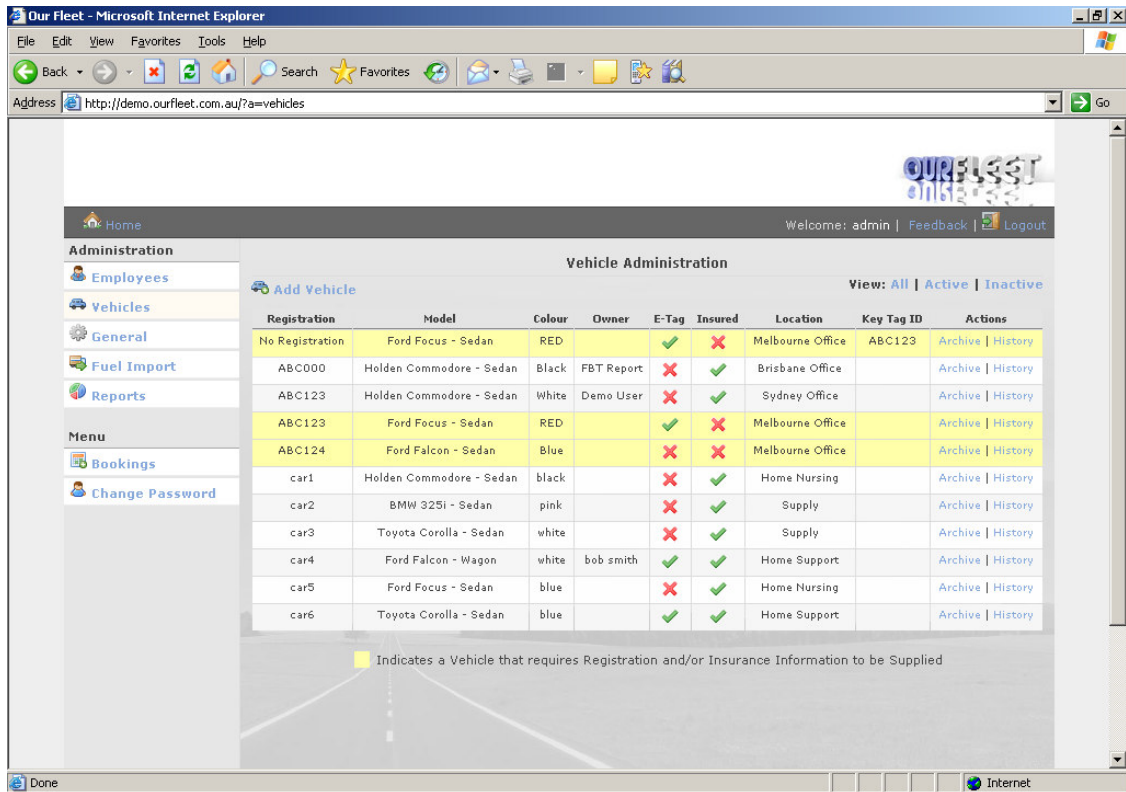 Our Fleet - Microsoft Internet Explorer
File Edit View Favorites Tools Help
Back Search Favorites
Address http://demo.ourfleet.com.au/?a=vehicles Go
OURFLEET
Home Welcome: admin | Feedback | Logout
Administration
Employees
Vehicles
General
Fuel Import
Reports
Menu
Bookings
Change Password
Vehicle Administration
Add Vehicle View: All | Active | Inactive
Registration Model Colour Owner E-Tag Insured Location Key Tag ID Actions
No Registration Ford Focus - Sedan RED Melbourne Office ABC123 Archive | History
ABC000 Holden Commodore - Sedan Black FBT Report Brisbane Office Archive | History
ABC123 Holden Commodore - Sedan White Demo User Sydney Office Archive | History
ABC123 Ford Focus - Sedan RED Melbourne Office Archive | History
ABC124 Ford Falcon - Sedan Blue Melbourne Office Archive | History
car1 Holden Commodore - Sedan black Home Nursing Archive | History
car2 BMW 325i - Sedan pink Supply Archive | History
car3 Toyota Corolla - Sedan white Supply Archive | History
car4 Ford Falcon - Wagon white bob smith Home Support Archive | History
car5 Ford Focus - Sedan blue Home Nursing Archive | History
car6 Toyota Corolla - Sedan blue Home Support Archive | History
Indicates a Vehicle that requires Registration and/or Insurance Information to be Supplied
Done Internet